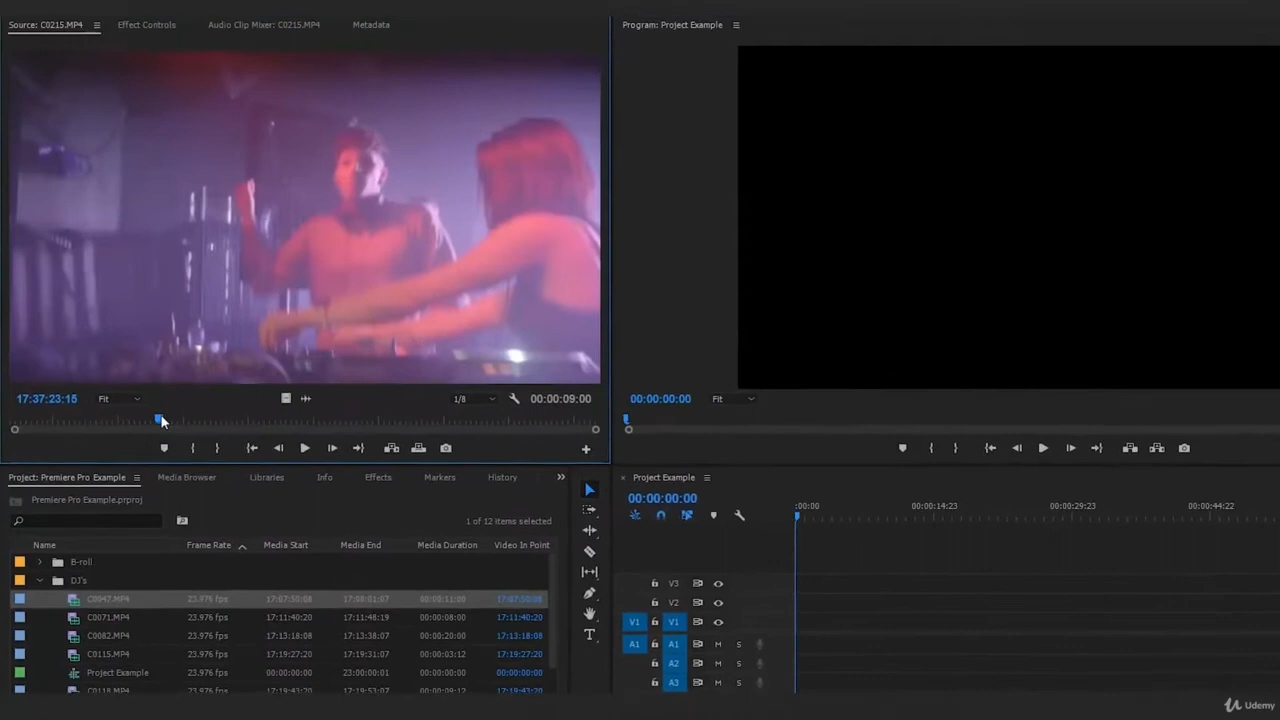 Source: C0215.MP4 Effect Controls Audio Clip Mixer: C0215.MP4 Metadata
Program: Project Example
17:37:23:15 Fit 1/8 00:00:09:00
00:00:00:00 Fit
Project: Premiere Pro Example Media Browser Libraries Info Effects Markers History
Premiere Pro Example.prproj
1 of 12 items selected
Name Frame Rate Media Start Media End Media Duration Video In Point
B-roll
DJ's
C0047.MP4 23.976 fps 17:07:50:08 17:08:01:07 00:00:11:00 17:07:50:08
C0071.MP4 23.976 fps 17:11:40:20 17:11:48:19 00:00:08:00 17:11:40:20
C0082.MP4 23.976 fps 17:13:18:08 17:13:38:07 00:00:20:00 17:13:18:08
C0115.MP4 23.976 fps 17:19:27:20 17:19:31:07 00:00:03:12 17:19:27:20
Project Example 23.976 fps 00:00:00:00 23:00:00:01 00:00:00:00
C0118.MP4 23.976 fps 17:19:43:20 17:19:53:07 00:00:09:12 17:19:43:20
Project Example
00:00:00:00
:00:00 00:00:14:23 00:00:29:23 00:00:44:22
V3
V2
V1 V1
A1 A1 M S
A2 M S
A3 M S
Udemy